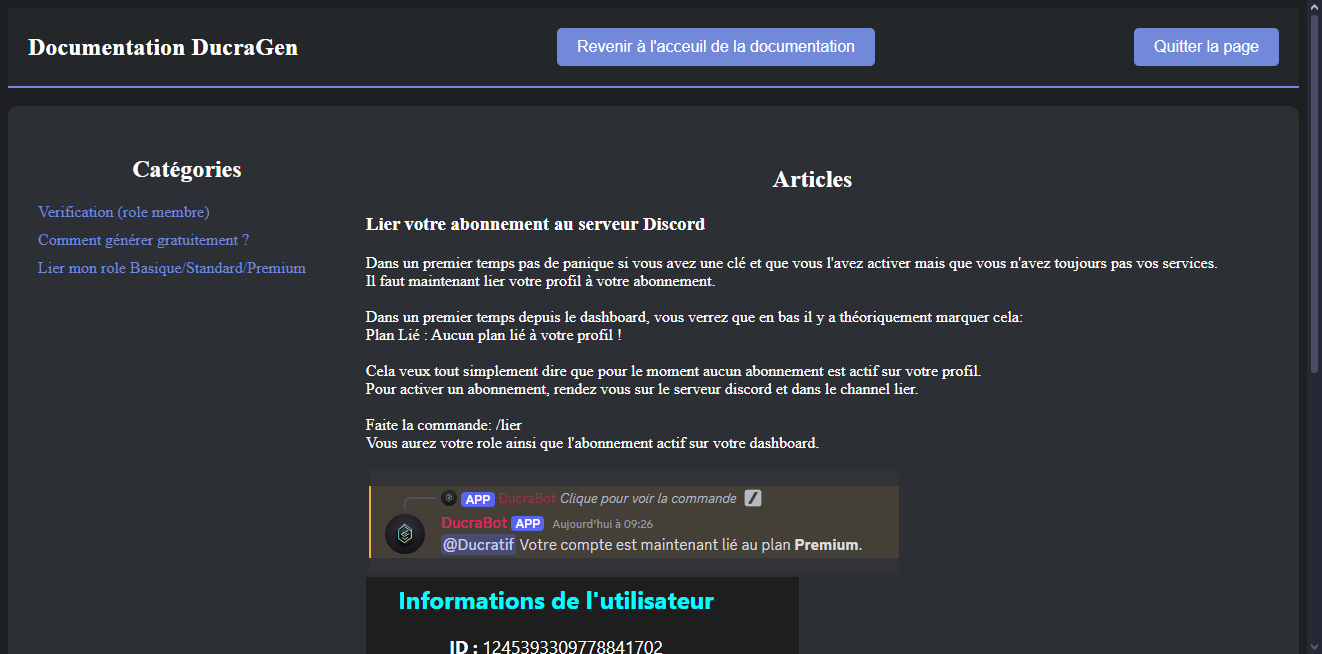 Documentation DucraGen
Revenir à l'acceuil de la documentation
Quitter la page
Catégories
Verification (role membre)
Comment générer gratuitement ?
Lier mon role Basique/Standard/Premium
Articles
Lier votre abonnement au serveur Discord
Dans un premier temps pas de panique si vous avez une clé et que vous l'avez activer mais que vous n'avez toujours pas vos services.
Il faut maintenant lier votre profil à votre abonnement.
Dans un premier temps depuis le dashboard, vous verrez que en bas il y a théoriquement marquer cela:
Plan Lié : Aucun plan lié à votre profil !
Cela veux tout simplement dire que pour le moment aucun abonnement est actif sur votre profil.
Pour activer un abonnement, rendez vous sur le serveur discord et dans le channel lier.
Faite la commande: /lier
Vous aurez votre role ainsi que l'abonnement actif sur votre dashboard.
APP DucraBot Clique pour voir la commande
DucraBot APP Aujourd'hui à 09:26
@Ducratif Votre compte est maintenant lié au plan Premium.
Informations de l'utilisateur
ID : 1245393309778841702